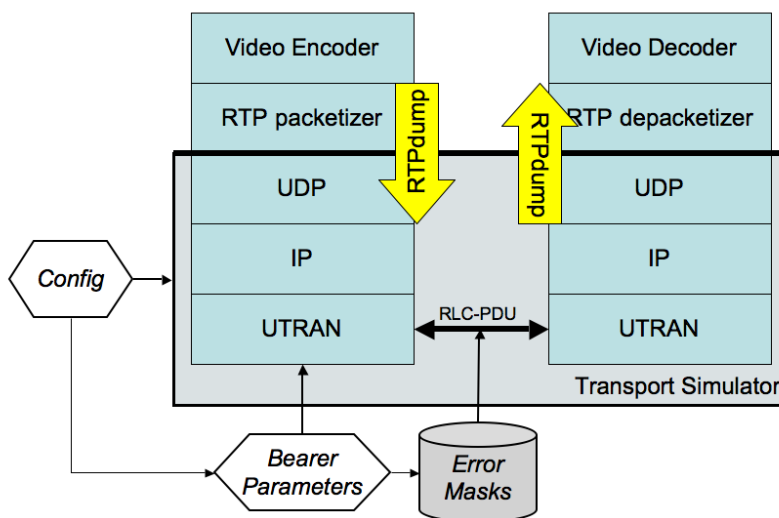 Video Encoder
Video Decoder
RTP packetizer
RTPdump
RTPdump
RTP depacketizer
UDP
UDP
Config
IP
IP
UTRAN
RLC-PDU
UTRAN
Transport Simulator
Bearer
Parameters
Error
Masks